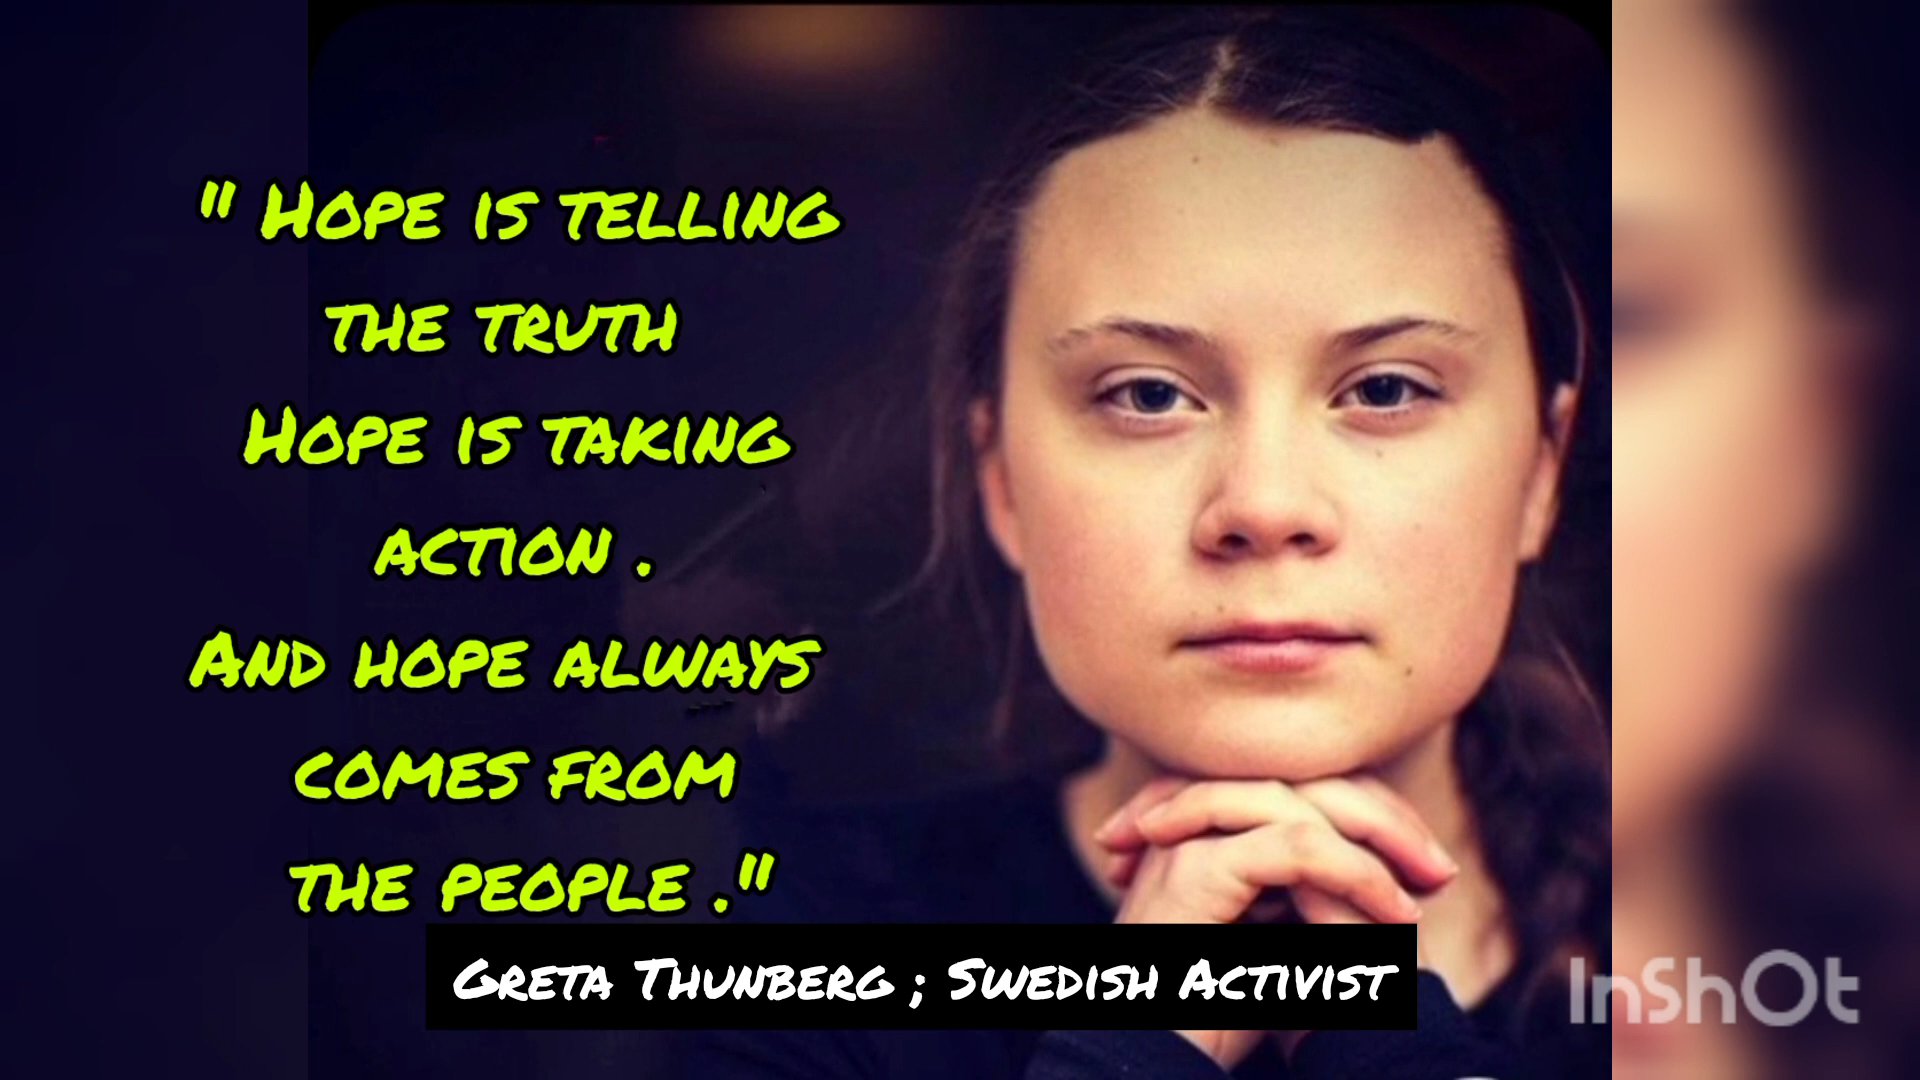 " Hope is telling
the truth
Hope is taking
action .
And hope always
comes from
the people ."
Greta Thunberg ; Swedish Activist
InShOt